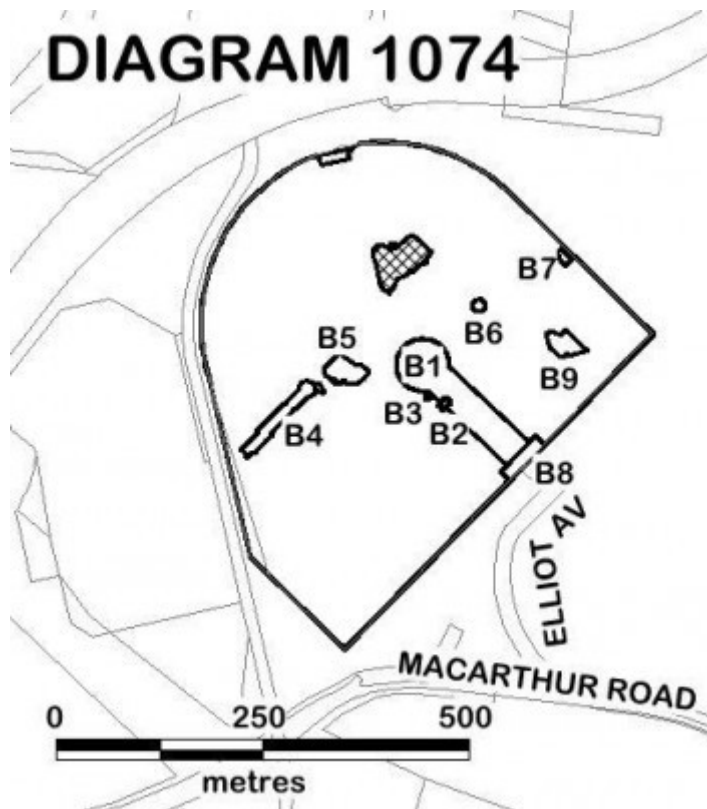 DIAGRAM 1074
B7
B6
B5
B1
B9
B3
B2
B4
B8
ELLIOT AV
MACARTHUR ROAD
0 250 500
metres